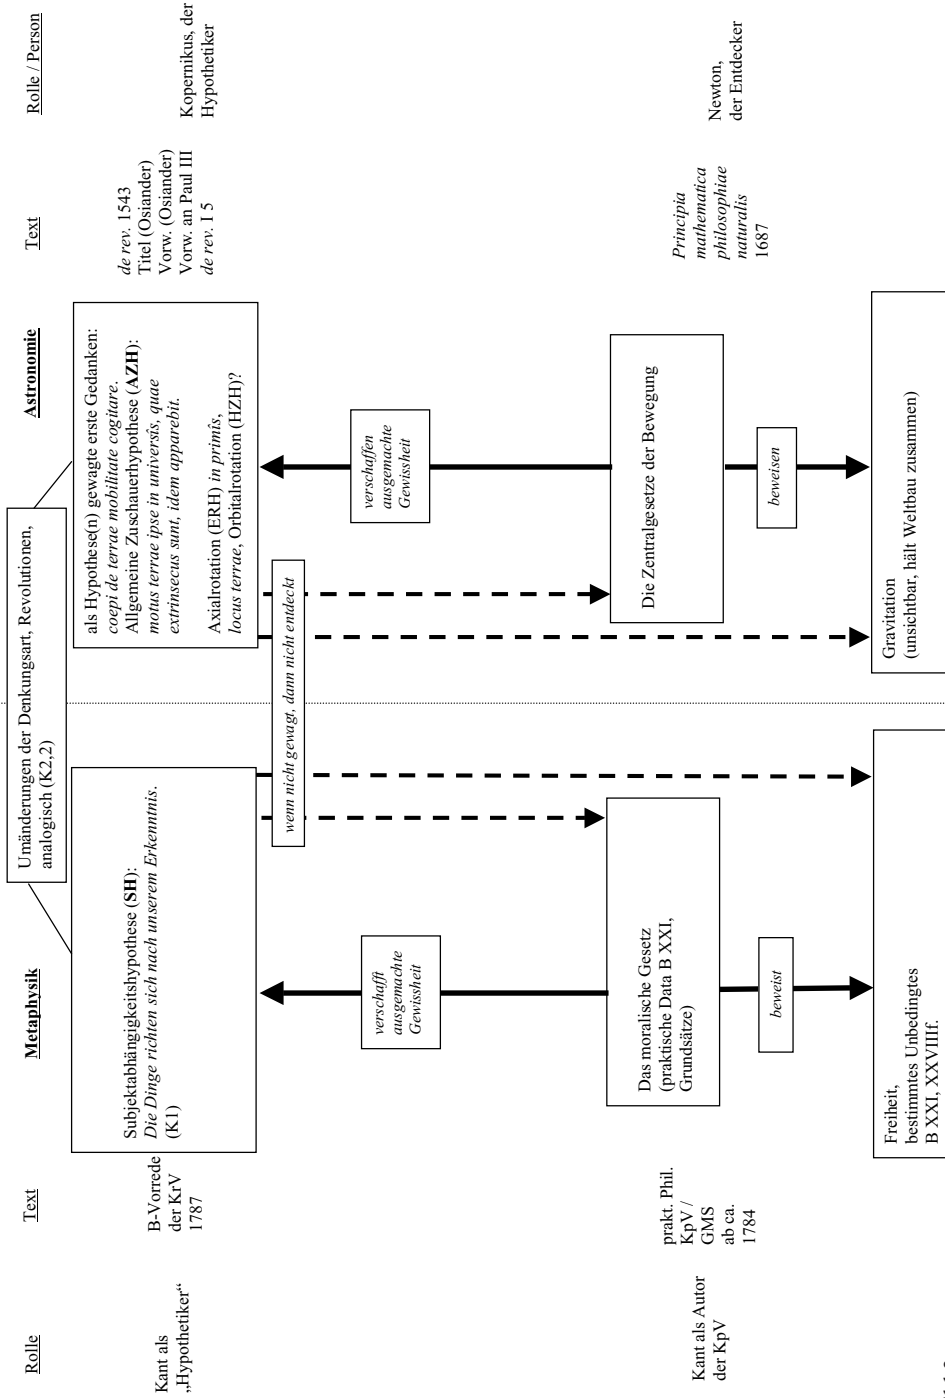 Rolle
Text
Metaphysik
Astronomie
Text
Rolle / Person
Umänderungen der Denkungsart, Revolutionen,
analogisch (K2,2)
Kant als
„Hypothetiker“
B-Vorrede
der KrV
1787
Subjektabhängigkeitshypothese (SH):
Die Dinge richten sich nach unserem Erkenntnis.
(K1)
als Hypothese(n) gewagte erste Gedanken:
coepi de terrae mobilitate cogitare.
Allgemeine Zuschauerhypothese (AZH):
motus terrae ipse in universîs, quae
extrinsecus sunt, idem apparebit.
Axialrotation (ERH) in primîs,
locus terrae, Orbitalrotation (HZH)?
de rev. 1543
Titel (Osiander)
Vorw. (Osiander)
Vorw. an Paul III
de rev. I 5
Kopernikus, der
Hypothetiker
wenn nicht gewagt, dann nicht entdeckt
verschafft
ausgemachte
Gewissheit
verschaffen
ausgemachte
Gewissheit
Kant als Autor
der KpV
prakt. Phil.
KpV /
GMS
ab ca.
1784
Das moralische Gesetz
(praktische Data B XXI,
Grundsätze)
Die Zentralgesetze der Bewegung
Principia
mathematica
philosophiae
naturalis
1687
Newton,
der Entdecker
beweist
beweisen
Freiheit,
bestimmtes Unbedingtes
B XXI, XXVIIIf.
Gravitation
(unsichtbar, hält Weltbau zusammen)